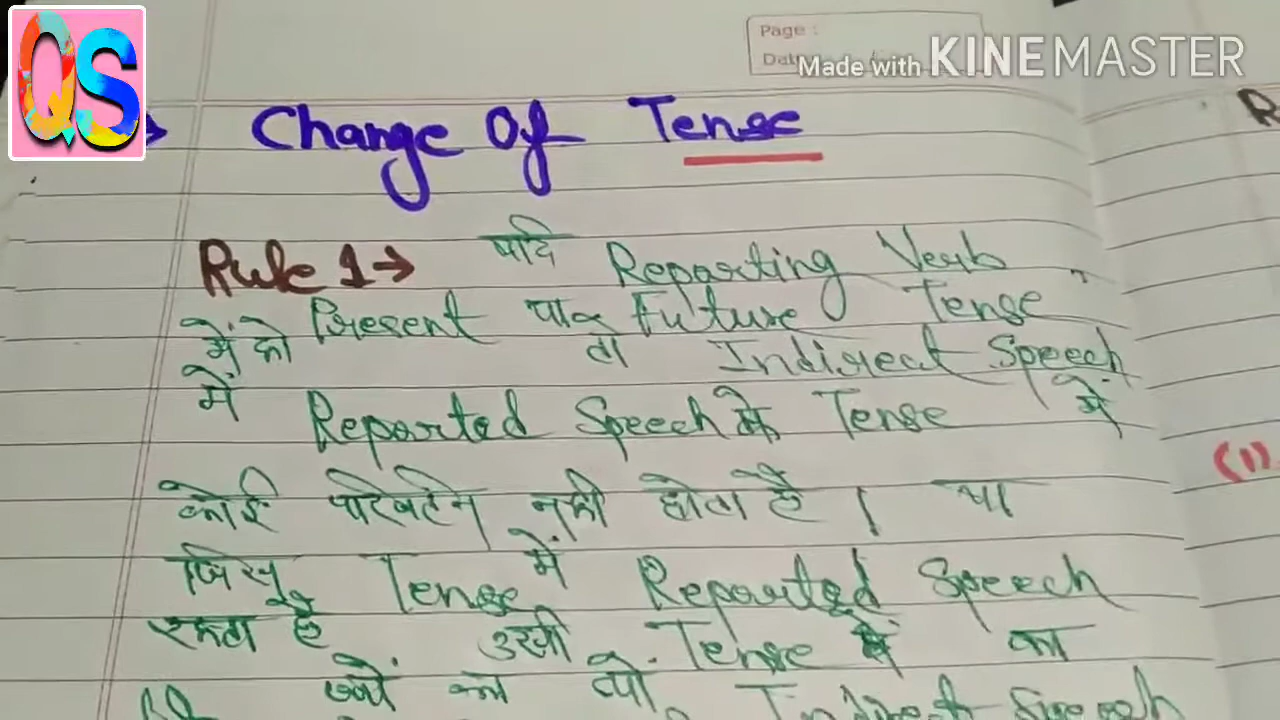 QS
Page :
Made with KINEMASTER
Change Of Tense
Rule 1→ यदि Reporting Verb
Present या Future Tense
में हो तो Indirect Speech
में Reported Speech के Tense में
कोई परिवर्तन नही होता है । या
जिस Tense में Reported Speech
रहता है उसी Tense में का
ज्यों का त्यों Indirect Speech
(1)